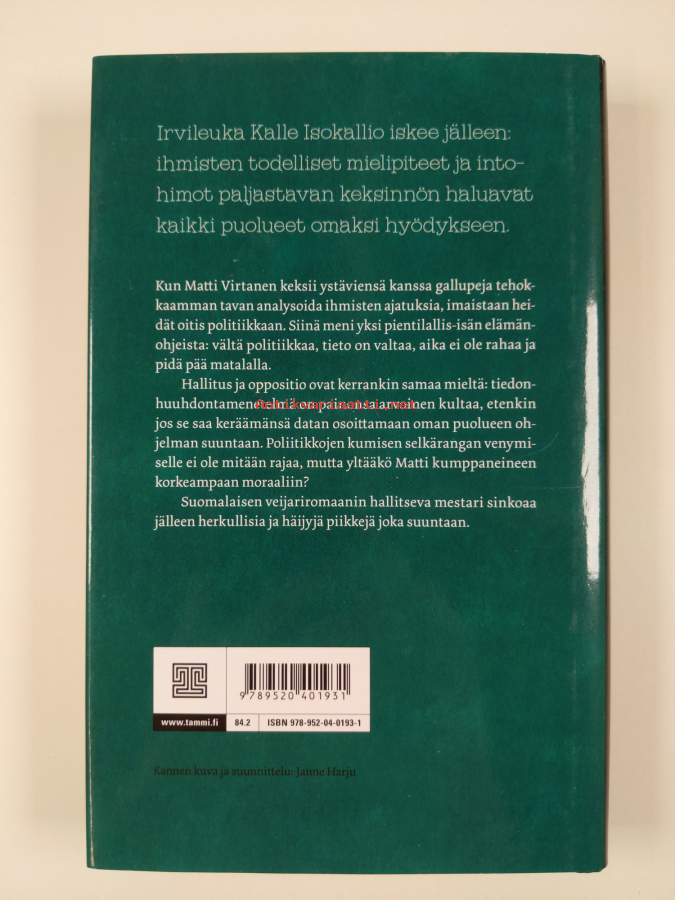 Irvileuka Kalle Isokallio iskee jälleen:
ihmisten todelliset mielipiteet ja into-
himot paljastavan keksinnön haluavat
kaikki puolueet omaksi hyödykseen.
Kun Matti Virtanen keksii ystäviensä kanssa gallupeja tehok-
kaamman tavan analysoida ihmisten ajatuksia, imaistaan hei-
dät oitis politiikkaan. Siinä meni yksi pientilallis-isän elämän-
ohjeista: vältä politiikkaa, tieto on valtaa, aika ei ole rahaa ja
pidä pää matalalla.
Hallitus ja oppositio ovat kerrankin samaa mieltä: tiedon-
huuhdontamenetelmä on painonsa arvoinen kultaa, etenkin
jos se saa keräämänsä datan osoittamaan oman puolueen oh-
jelman suuntaan. Poliitikkojen kumisen selkärangan venymi-
selle ei ole mitään rajaa, mutta yltääkö Matti kumppaneineen
korkeampaan moraaliin?
Suomalaisen veijariromaanin hallitseva mestari sinkoaa
jälleen herkullisia ja häijyjä piikkejä joka suuntaan.
9 789520 401931
www.tammi.fi 84.2 ISBN 978-952-04-0193-1
Kannen kuva ja suunnittelu: Janne Harju